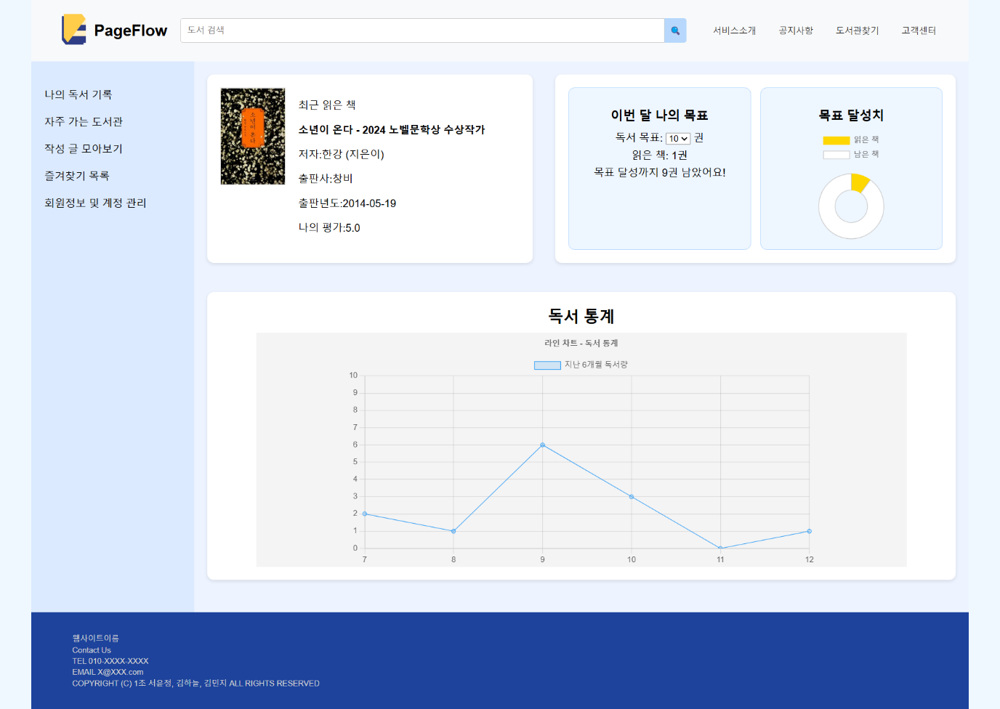 PageFlow
도서 검색
서비스소개
공지사항
도서관찾기
고객센터
나의 독서 기록
자주 가는 도서관
작성 글 모아보기
즐겨찾기 목록
회원정보 및 계정 관리
소년이 온다
최근 읽은 책
소년이 온다 - 2024 노벨문학상 수상작가
저자:한강 (지은이)
출판사:창비
출판년도:2014-05-19
나의 평가:5.0
이번 달 나의 목표
독서 목표: 10 권
읽은 책: 1권
목표 달성까지 9권 남았어요!
목표 달성치
읽은 책
남은 책
독서 통계
라인 차트 - 독서 통계
지난 6개월 독서량
10
9
8
7
6
5
4
3
2
1
0
7 8 9 10 11 12
웹사이트이름
Contact Us
TEL 010-XXXX-XXXX
EMAIL X@XXX.com
COPYRIGHT (C) 1조 서윤정, 김하늘, 김민지 ALL RIGHTS RESERVED